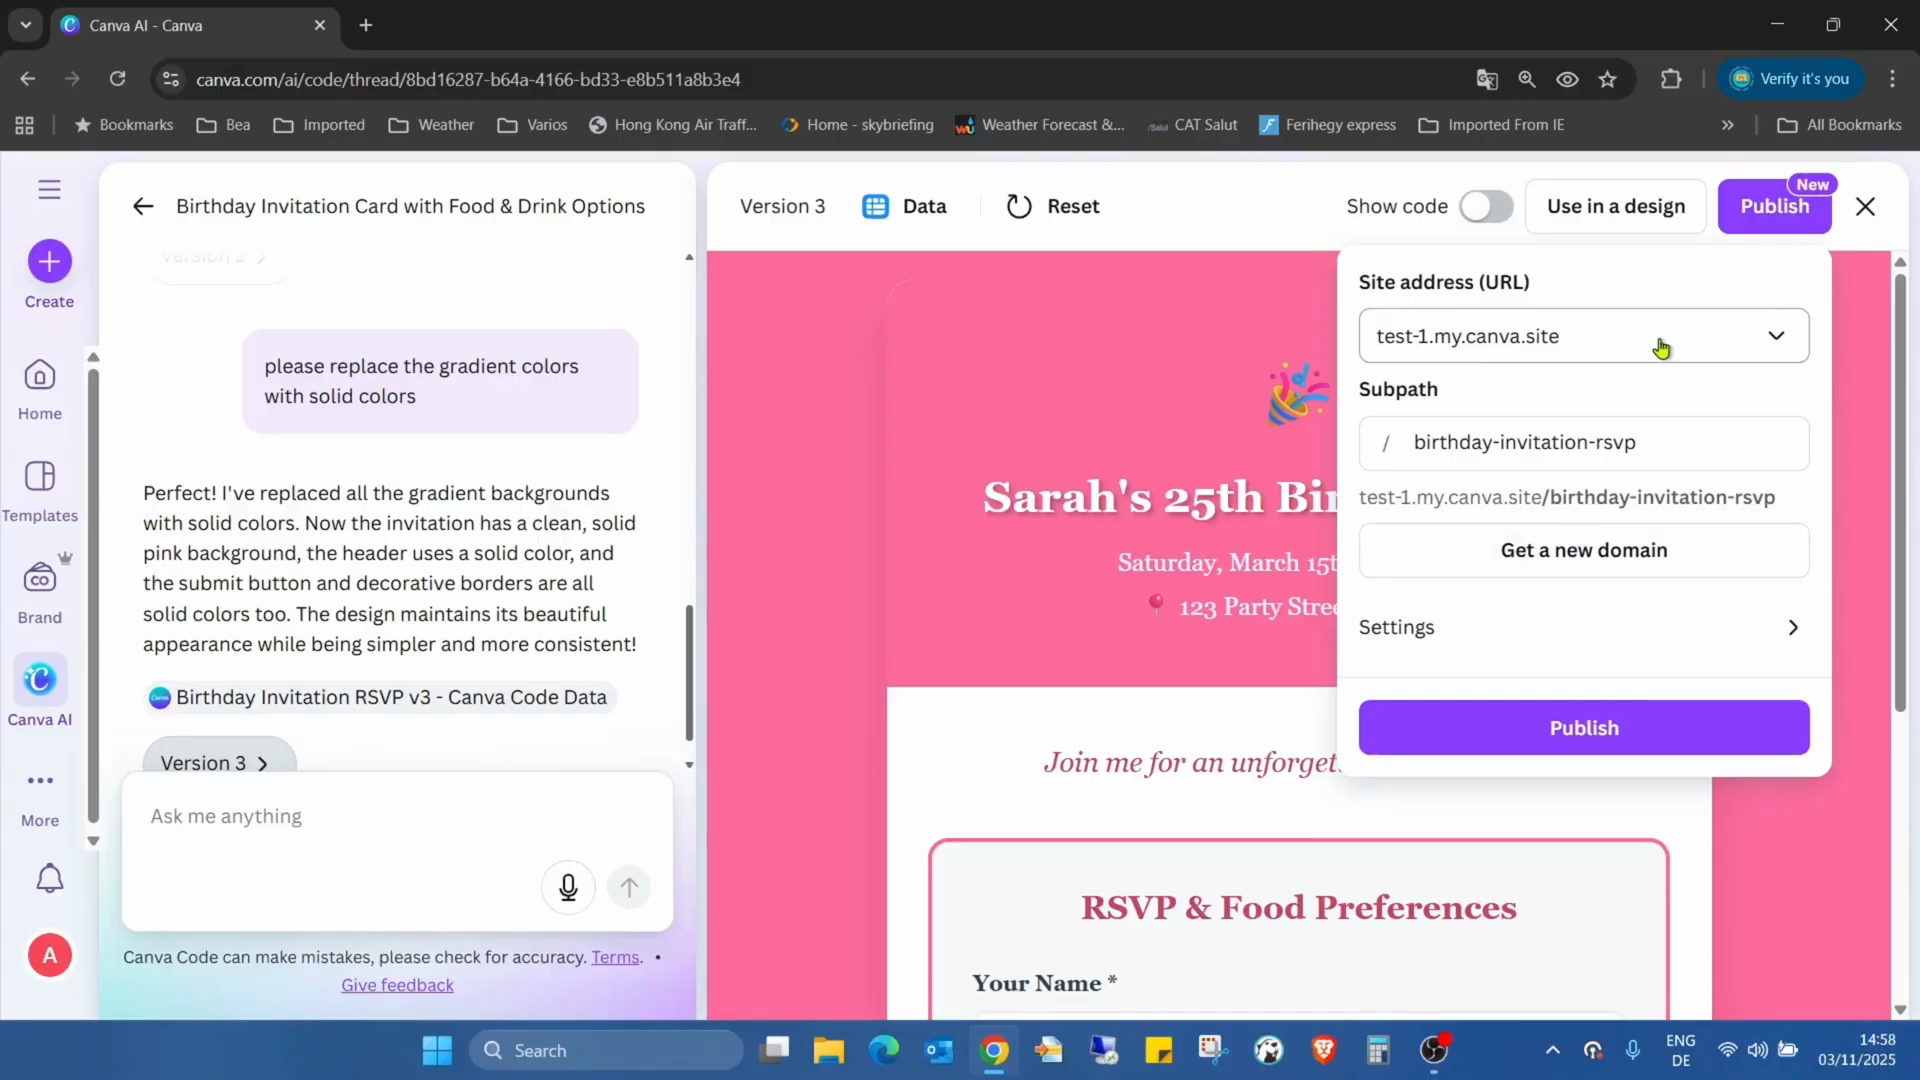 Canva AI - Canva
canva.com/ai/code/thread/8bd16287-b64a-4166-bd33-e8b511a8b3e4
Verify it's you
Bookmarks
Bea
Imported
Weather
Varios
Hong Kong Air Traff...
Home - skybriefing
Weather Forecast &...
CAT Salut
Ferihegy express
Imported From IE
All Bookmarks
Create
Home
Templates
Brand
Canva AI
More
A
Birthday Invitation Card with Food & Drink Options
Version 2
please replace the gradient colors
with solid colors
Perfect! I've replaced all the gradient backgrounds
with solid colors. Now the invitation has a clean, solid
pink background, the header uses a solid color, and
the submit button and decorative borders are all
solid colors too. The design maintains its beautiful
appearance while being simpler and more consistent!
Birthday Invitation RSVP v3 - Canva Code Data
Version 3
Ask me anything
Canva Code can make mistakes, please check for accuracy. Terms. •
Give feedback
Version 3
Data
Reset
Show code
Use in a design
Publish
New
Sarah's 25th Bir
Saturday, March 15t
123 Party Stree
Join me for an unforget
RSVP & Food Preferences
Your Name *
Site address (URL)
test-1.my.canva.site
Subpath
/ birthday-invitation-rsvp
test-1.my.canva.site/birthday-invitation-rsvp
Get a new domain
Settings
Publish
Search
ENG
DE
14:58
03/11/2025